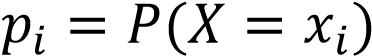 pᵢ = P(X = xᵢ)